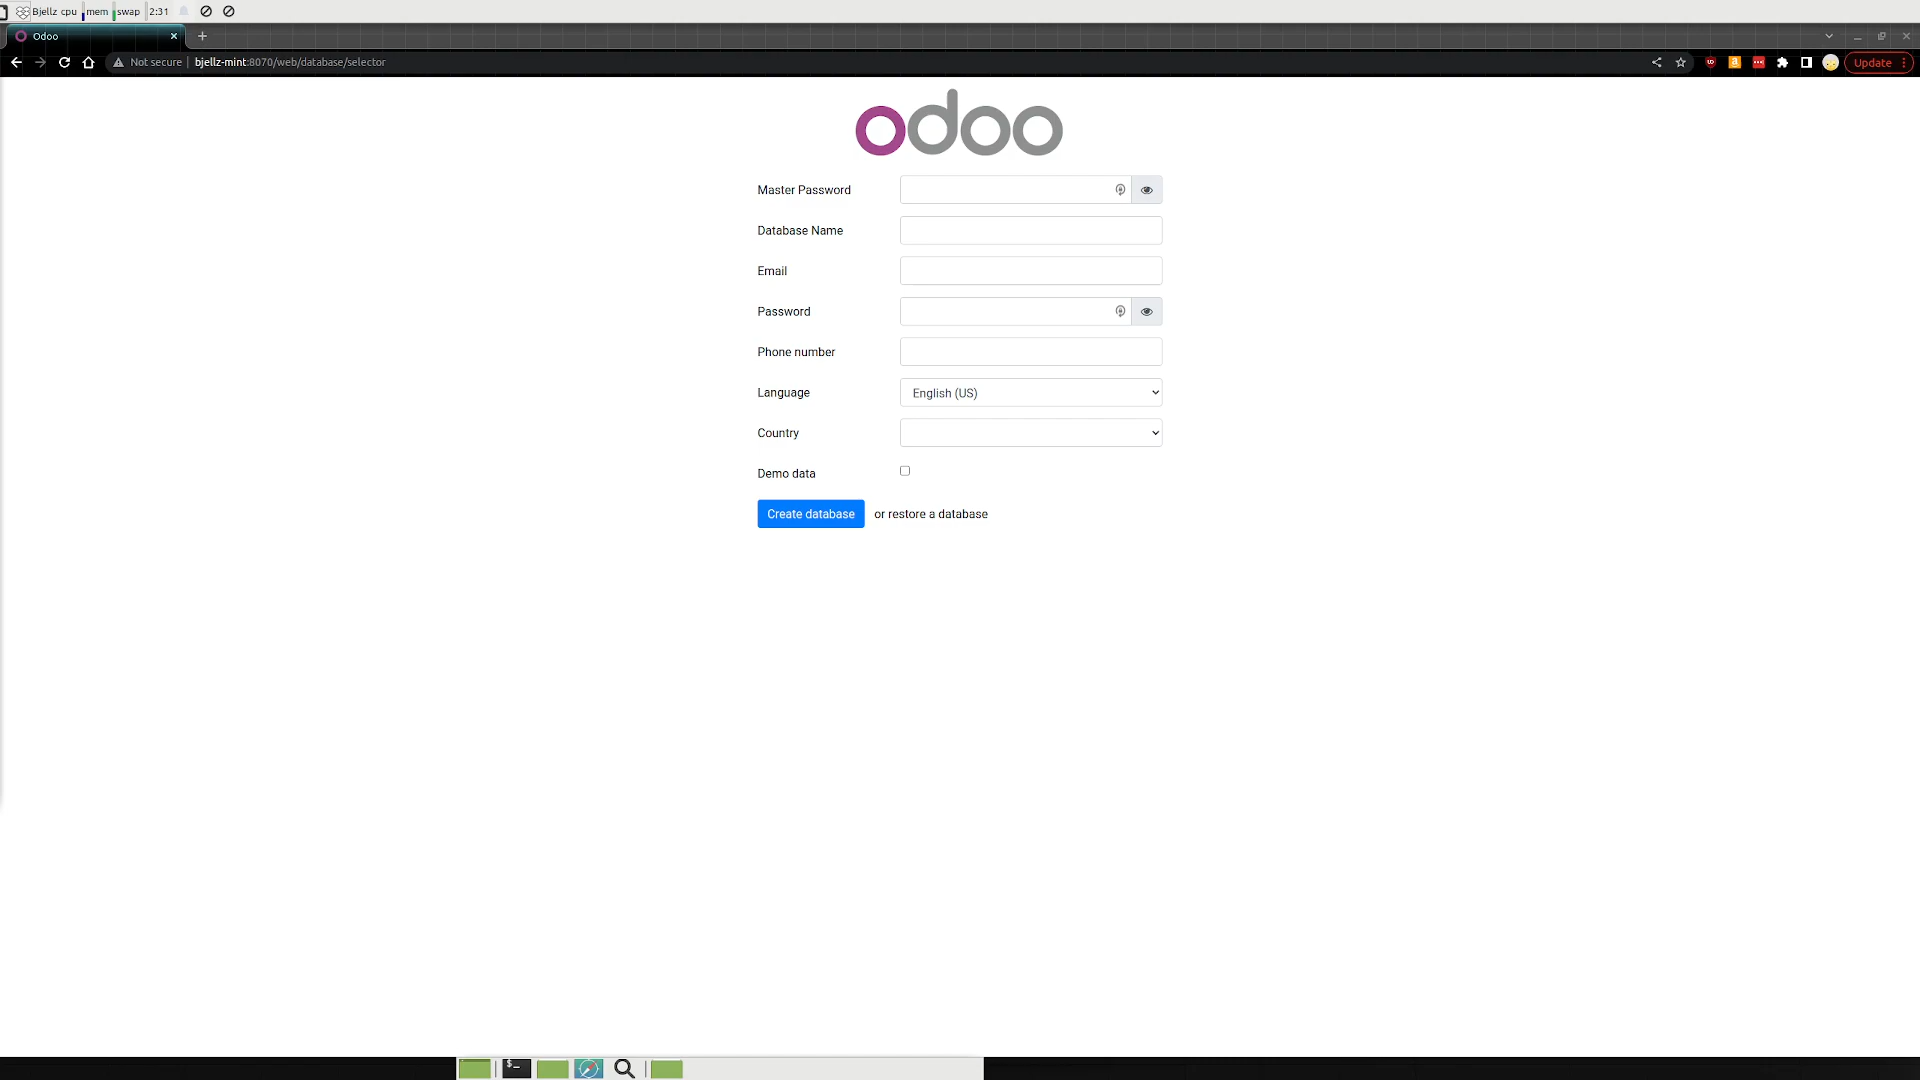 Bjellz cpu mem swap 2:31
Odoo
Not secure bjellz-mint:8070/web/database/selector Update
odoo
Master Password
Database Name
Email
Password
Phone number
Language English (US)
Country
Demo data
Create database or restore a database